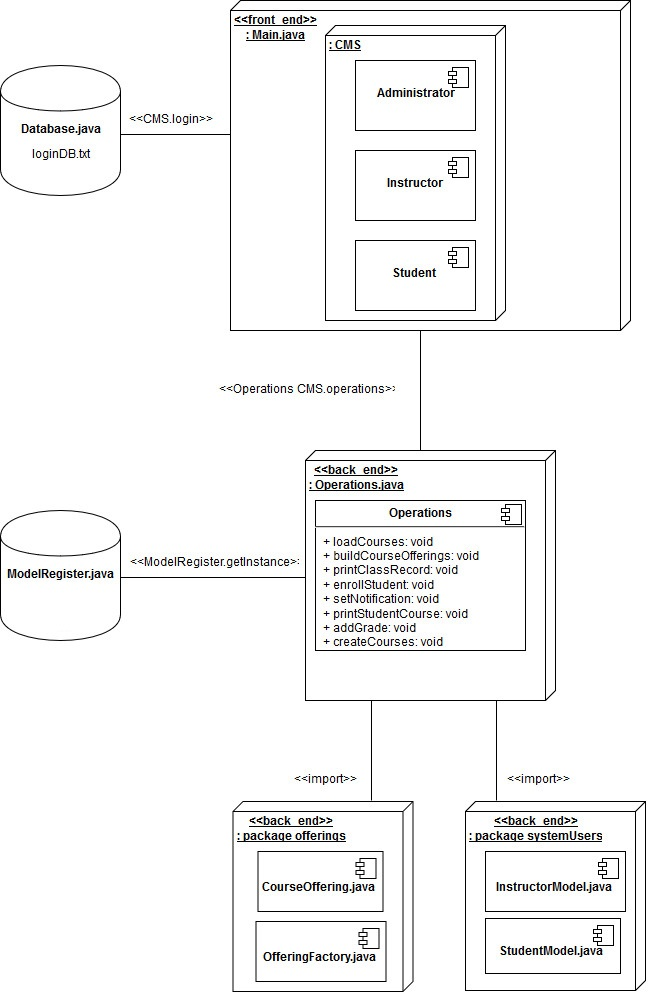 <<front_end>>
: Main.java
: CMS
Administrator
Instructor
Student
Database.java
loginDB.txt
<<CMS.login>>
<<Operations CMS.operations>>
<<back_end>>
: Operations.java
Operations
+ loadCourses: void
+ buildCourseOfferings: void
+ printClassRecord: void
+ enrollStudent: void
+ setNotification: void
+ printStudentCourse: void
+ addGrade: void
+ createCourses: void
ModelRegister.java
<<ModelRegister.getInstance>>
<<import>>
<<import>>
<<back_end>>
: package offerings
CourseOffering.java
OfferingFactory.java
<<back_end>>
: package systemUsers
InstructorModel.java
StudentModel.java